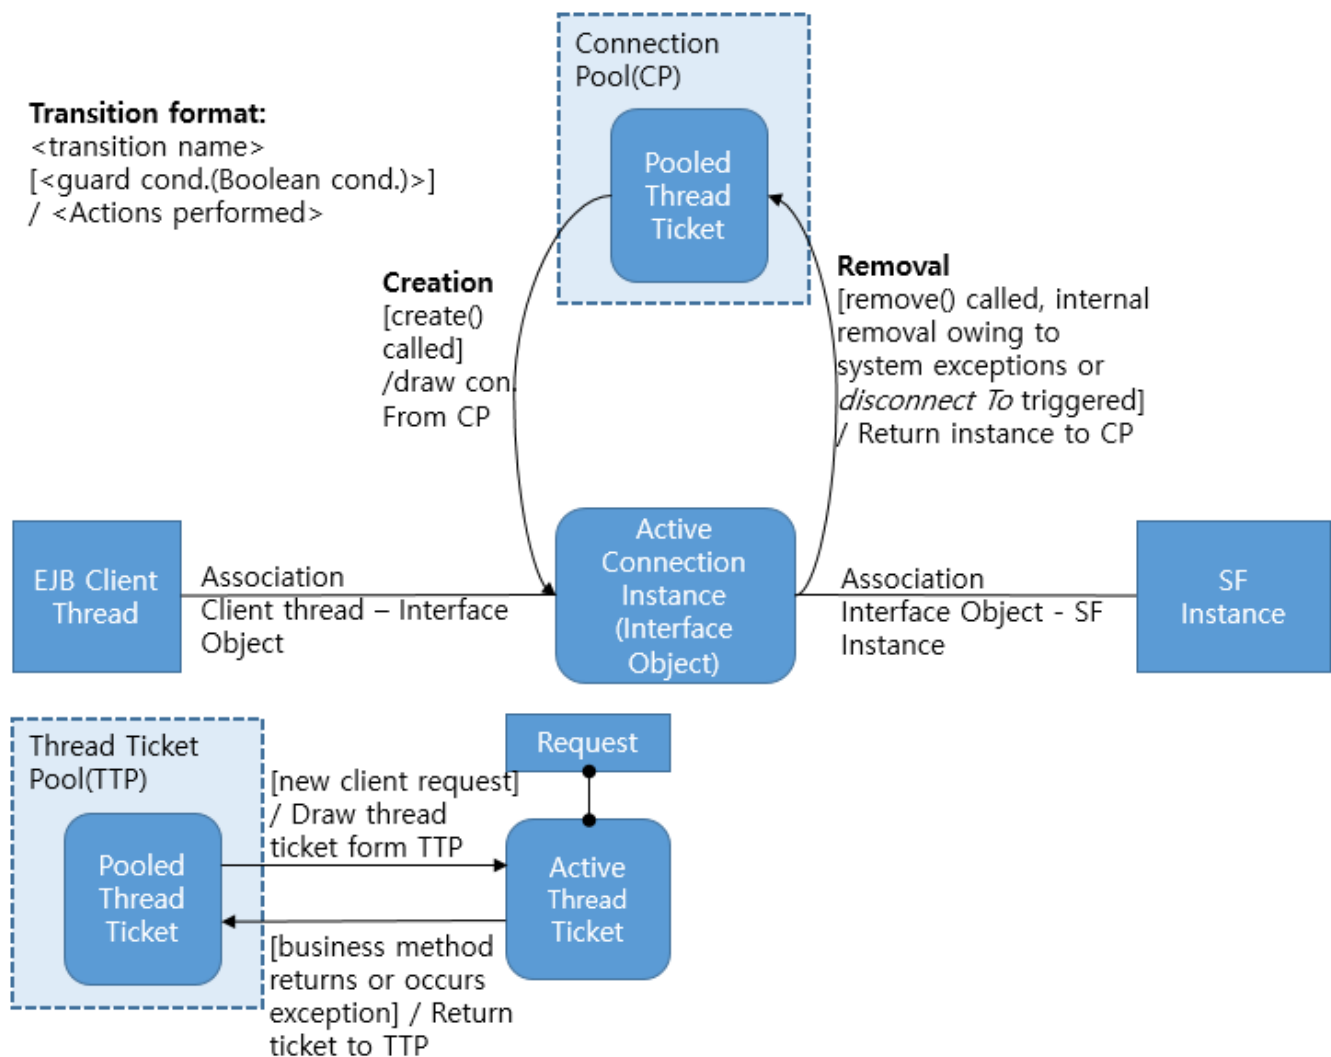 Connection
Pool(CP)
Transition format:
<transition name>
[<guard cond.(Boolean cond.)>]
/ <Actions performed>
Pooled
Thread
Ticket
Creation
[create()
called]
/draw con.
From CP
Removal
[remove() called, internal
removal owing to
system exceptions or
disconnect To triggered]
/ Return instance to CP
EJB Client
Thread
Association
Client thread – Interface
Object
Active
Connection
Instance
(Interface
Object)
Association
Interface Object - SF
Instance
SF
Instance
Thread Ticket
Pool(TTP)
Request
[new client request]
/ Draw thread
ticket form TTP
Pooled
Thread
Ticket
Active
Thread
Ticket
[business method
returns or occurs
exception] / Return
ticket to TTP